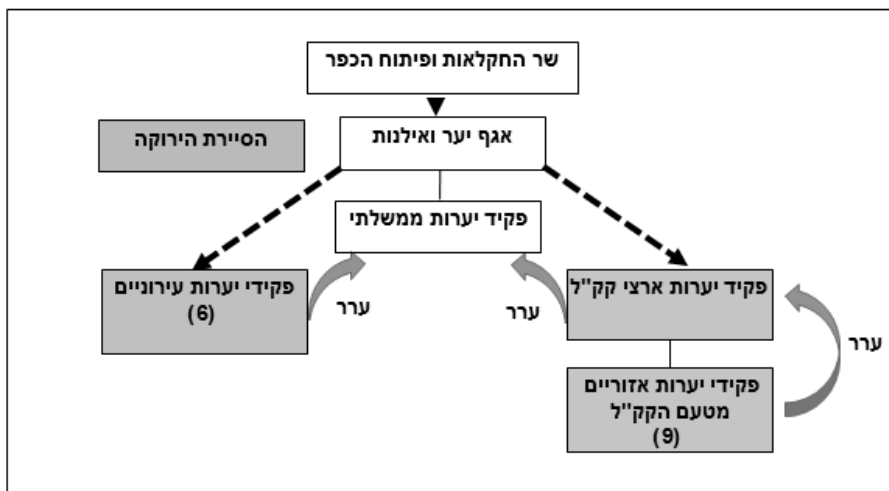 שר החקלאות ופיתוח הכפר
אגף יער ואילנות
הסיירת הירוקה
פקיד יערות ממשלתי
פקיד יערות ארצי קק"ל
פקידי יערות עירוניים
(6)
ערר
ערר
ערר
פקידי יערות אזוריים
מטעם הקק"ל
(9)